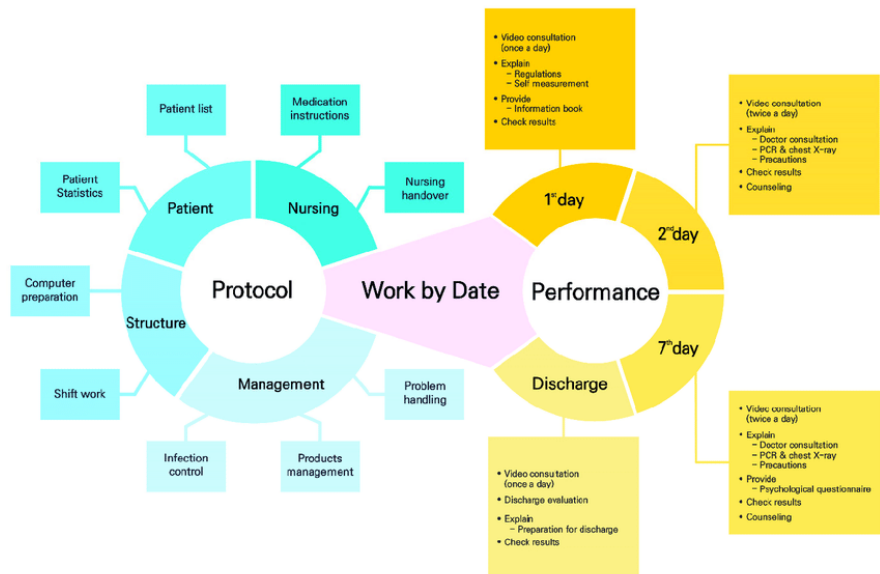 Patient list
Medication
instructions
Patient
Statistics
Nursing
handover
Patient
Nursing
Computer
preparation
Structure
Protocol
Shift work
Management
Infection
control
Products
management
Problem
handling
Work by Date
Performance
1st day
• Video consultation
(once a day)
• Explain
– Regulations
– Self measurement
• Provide
– Information book
• Check results
2nd day
• Video consultation
(twice a day)
• Explain
– Doctor consultation
– PCR & chest X-ray
– Precautions
• Check results
• Counseling
7th day
• Video consultation
(twice a day)
• Explain
– Doctor consultation
– PCR & chest X-ray
– Precautions
• Provide
– Psychological questionnaire
• Check results
• Counseling
Discharge
• Video consultation
(once a day)
• Discharge evaluation
• Explain
– Preparation for discharge
• Check results